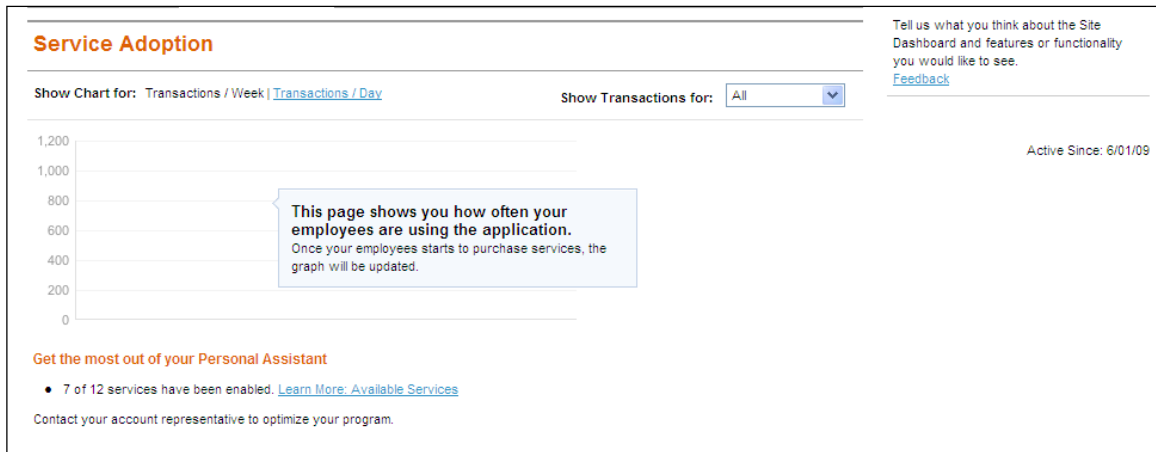 Service Adoption
Show Chart for: Transactions / Week | Transactions / Day
Show Transactions for: All
1,200
1,000
800
600
400
200
0
This page shows you how often your
employees are using the application.
Once your employees starts to purchase services, the
graph will be updated.
Get the most out of your Personal Assistant
• 7 of 12 services have been enabled. Learn More: Available Services
Contact your account representative to optimize your program.
Tell us what you think about the Site
Dashboard and features or functionality
you would like to see.
Feedback
Active Since: 6/01/09